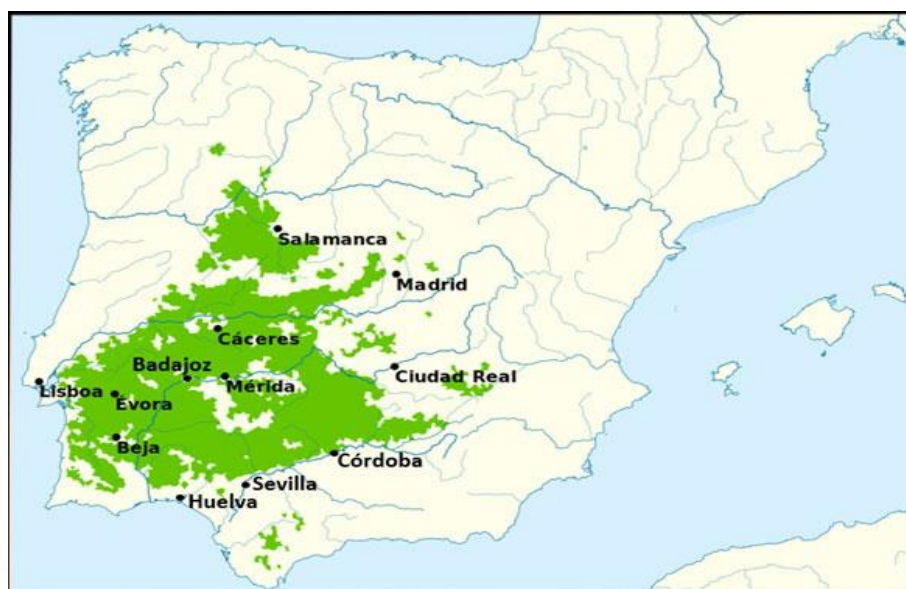 Salamanca
Madrid
Cáceres
Badajoz
Ciudad Real
Lisboa
Mérida
Évora
Beja
Córdoba
Sevilla
Huelva